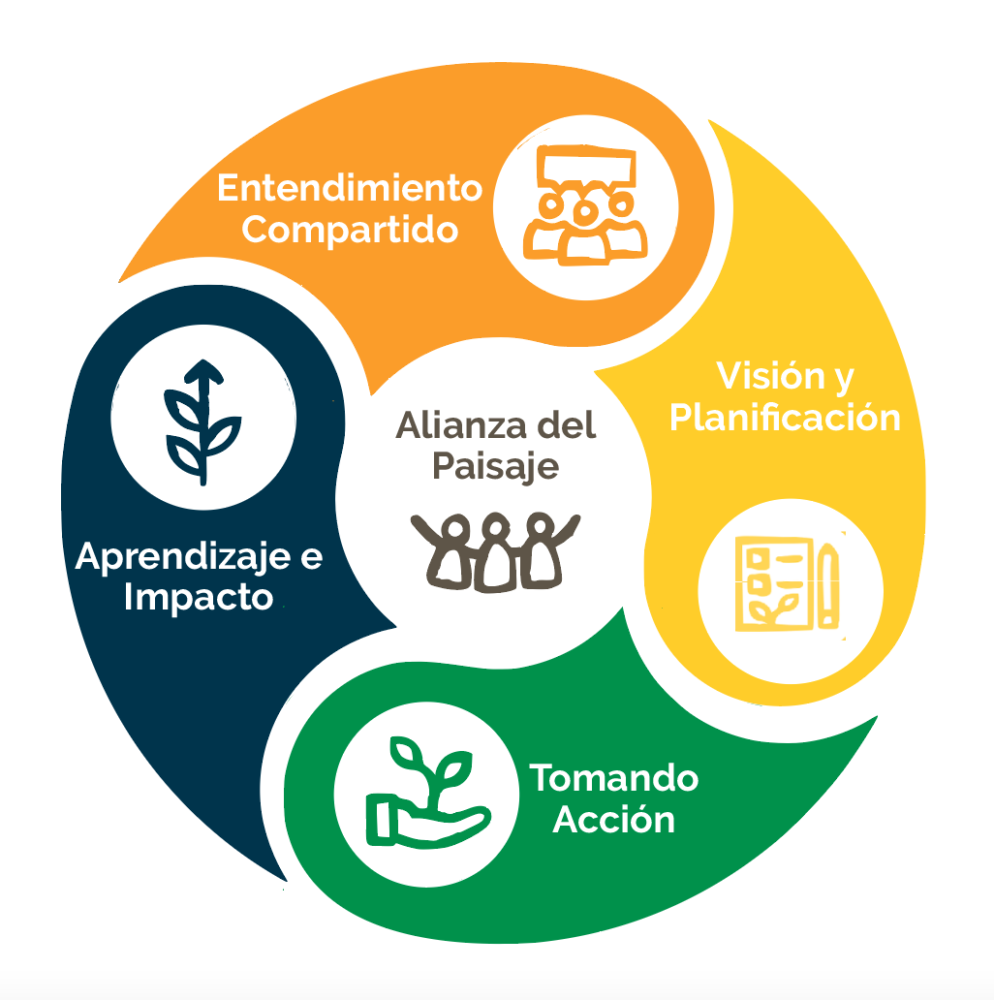 Entendimiento
Compartido
Visión y
Planificación
Alianza del
Paisaje
Aprendizaje e
Impacto
Tomando
Acción